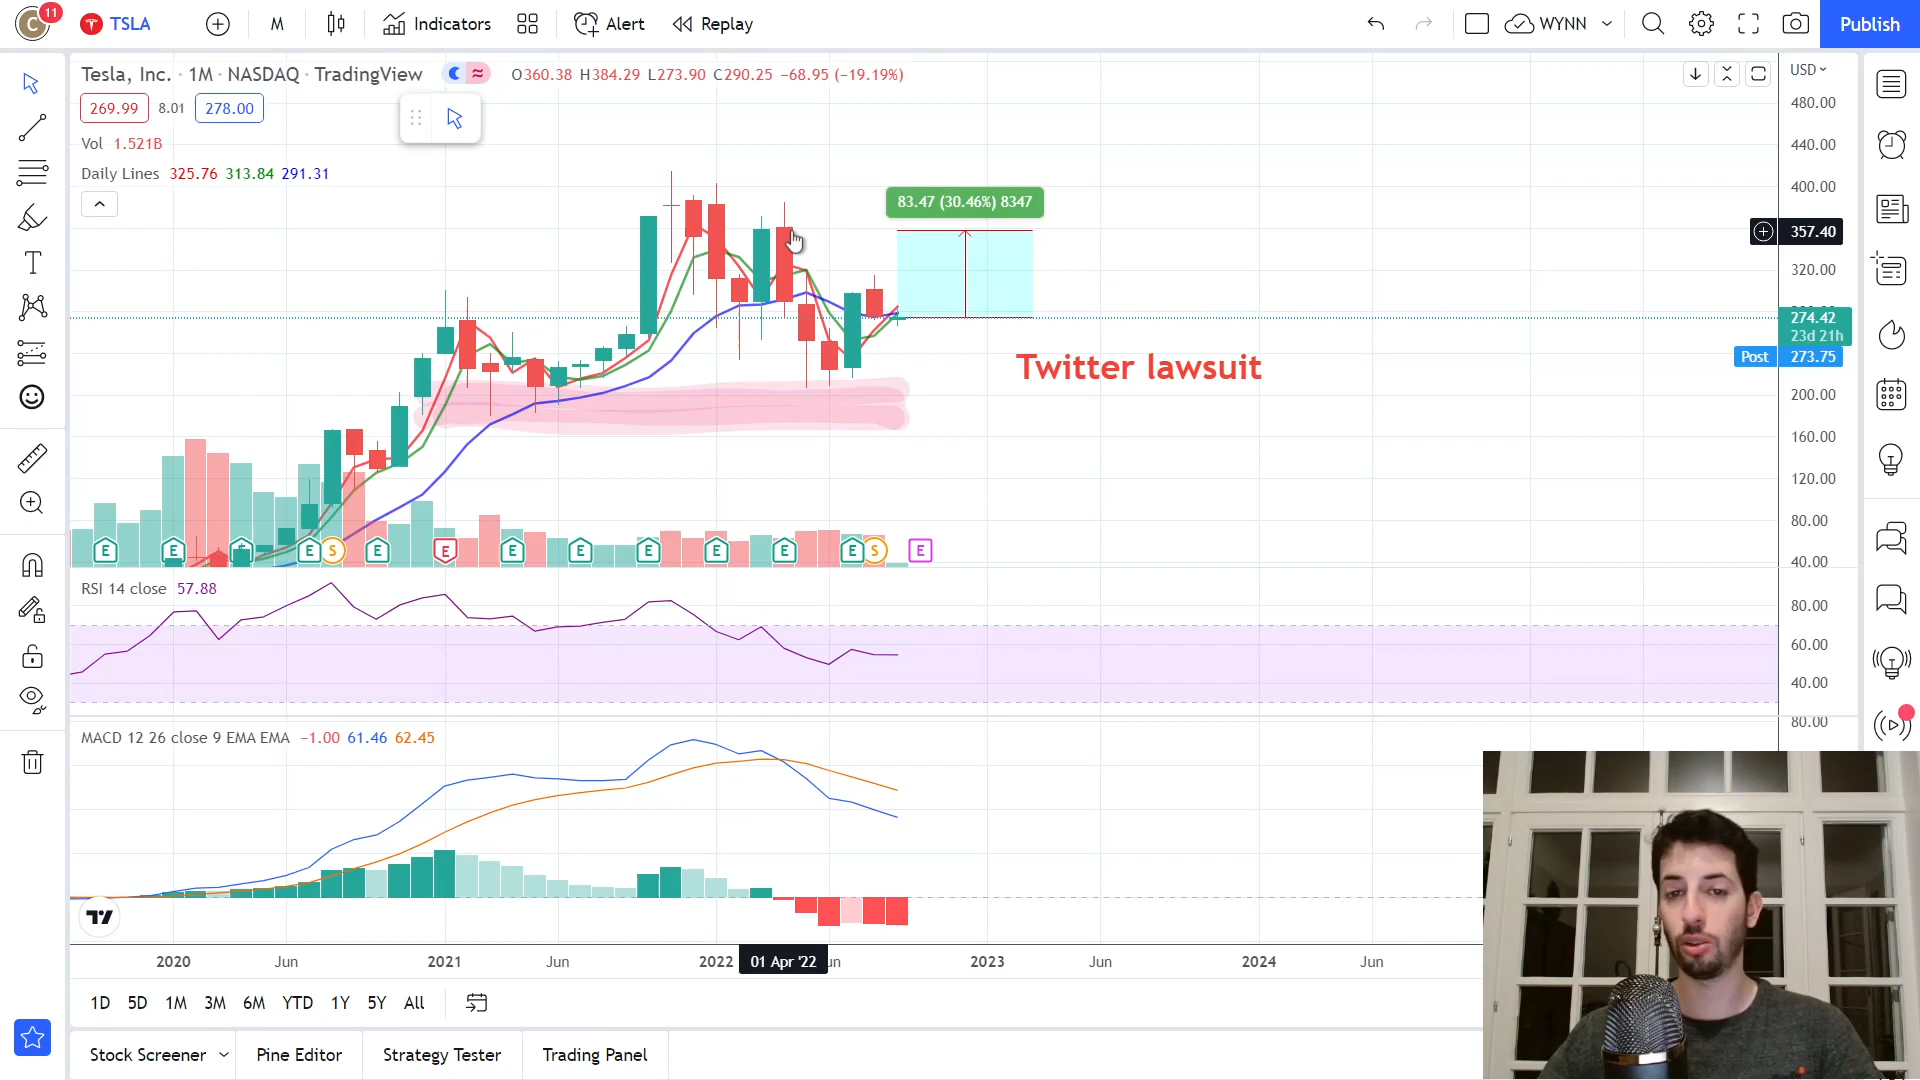 C 11 TSLA M Indicators Alert Replay WYNN Publish
Tesla, Inc. · 1M · NASDAQ · TradingView O360.38 H384.29 L273.90 C290.25 −68.95 (−19.19%) USD
269.99 8.01 278.00
Vol 1.521B
Daily Lines 325.76 313.84 291.31
480.00
440.00
400.00
83.47 (30.46%) 8347
357.40
320.00
274.42
23d 21h
Post 273.75
Twitter lawsuit
200.00
160.00
120.00
80.00
40.00
E E E S E E E E E E E E S E
RSI 14 close 57.88
80.00
60.00
40.00
MACD 12 26 close 9 EMA EMA −1.00 61.46 62.45
80.00
2020 Jun 2021 Jun 2022 01 Apr '22 2023 Jun 2024 Jun
1D 5D 1M 3M 6M YTD 1Y 5Y All
Stock Screener Pine Editor Strategy Tester Trading Panel